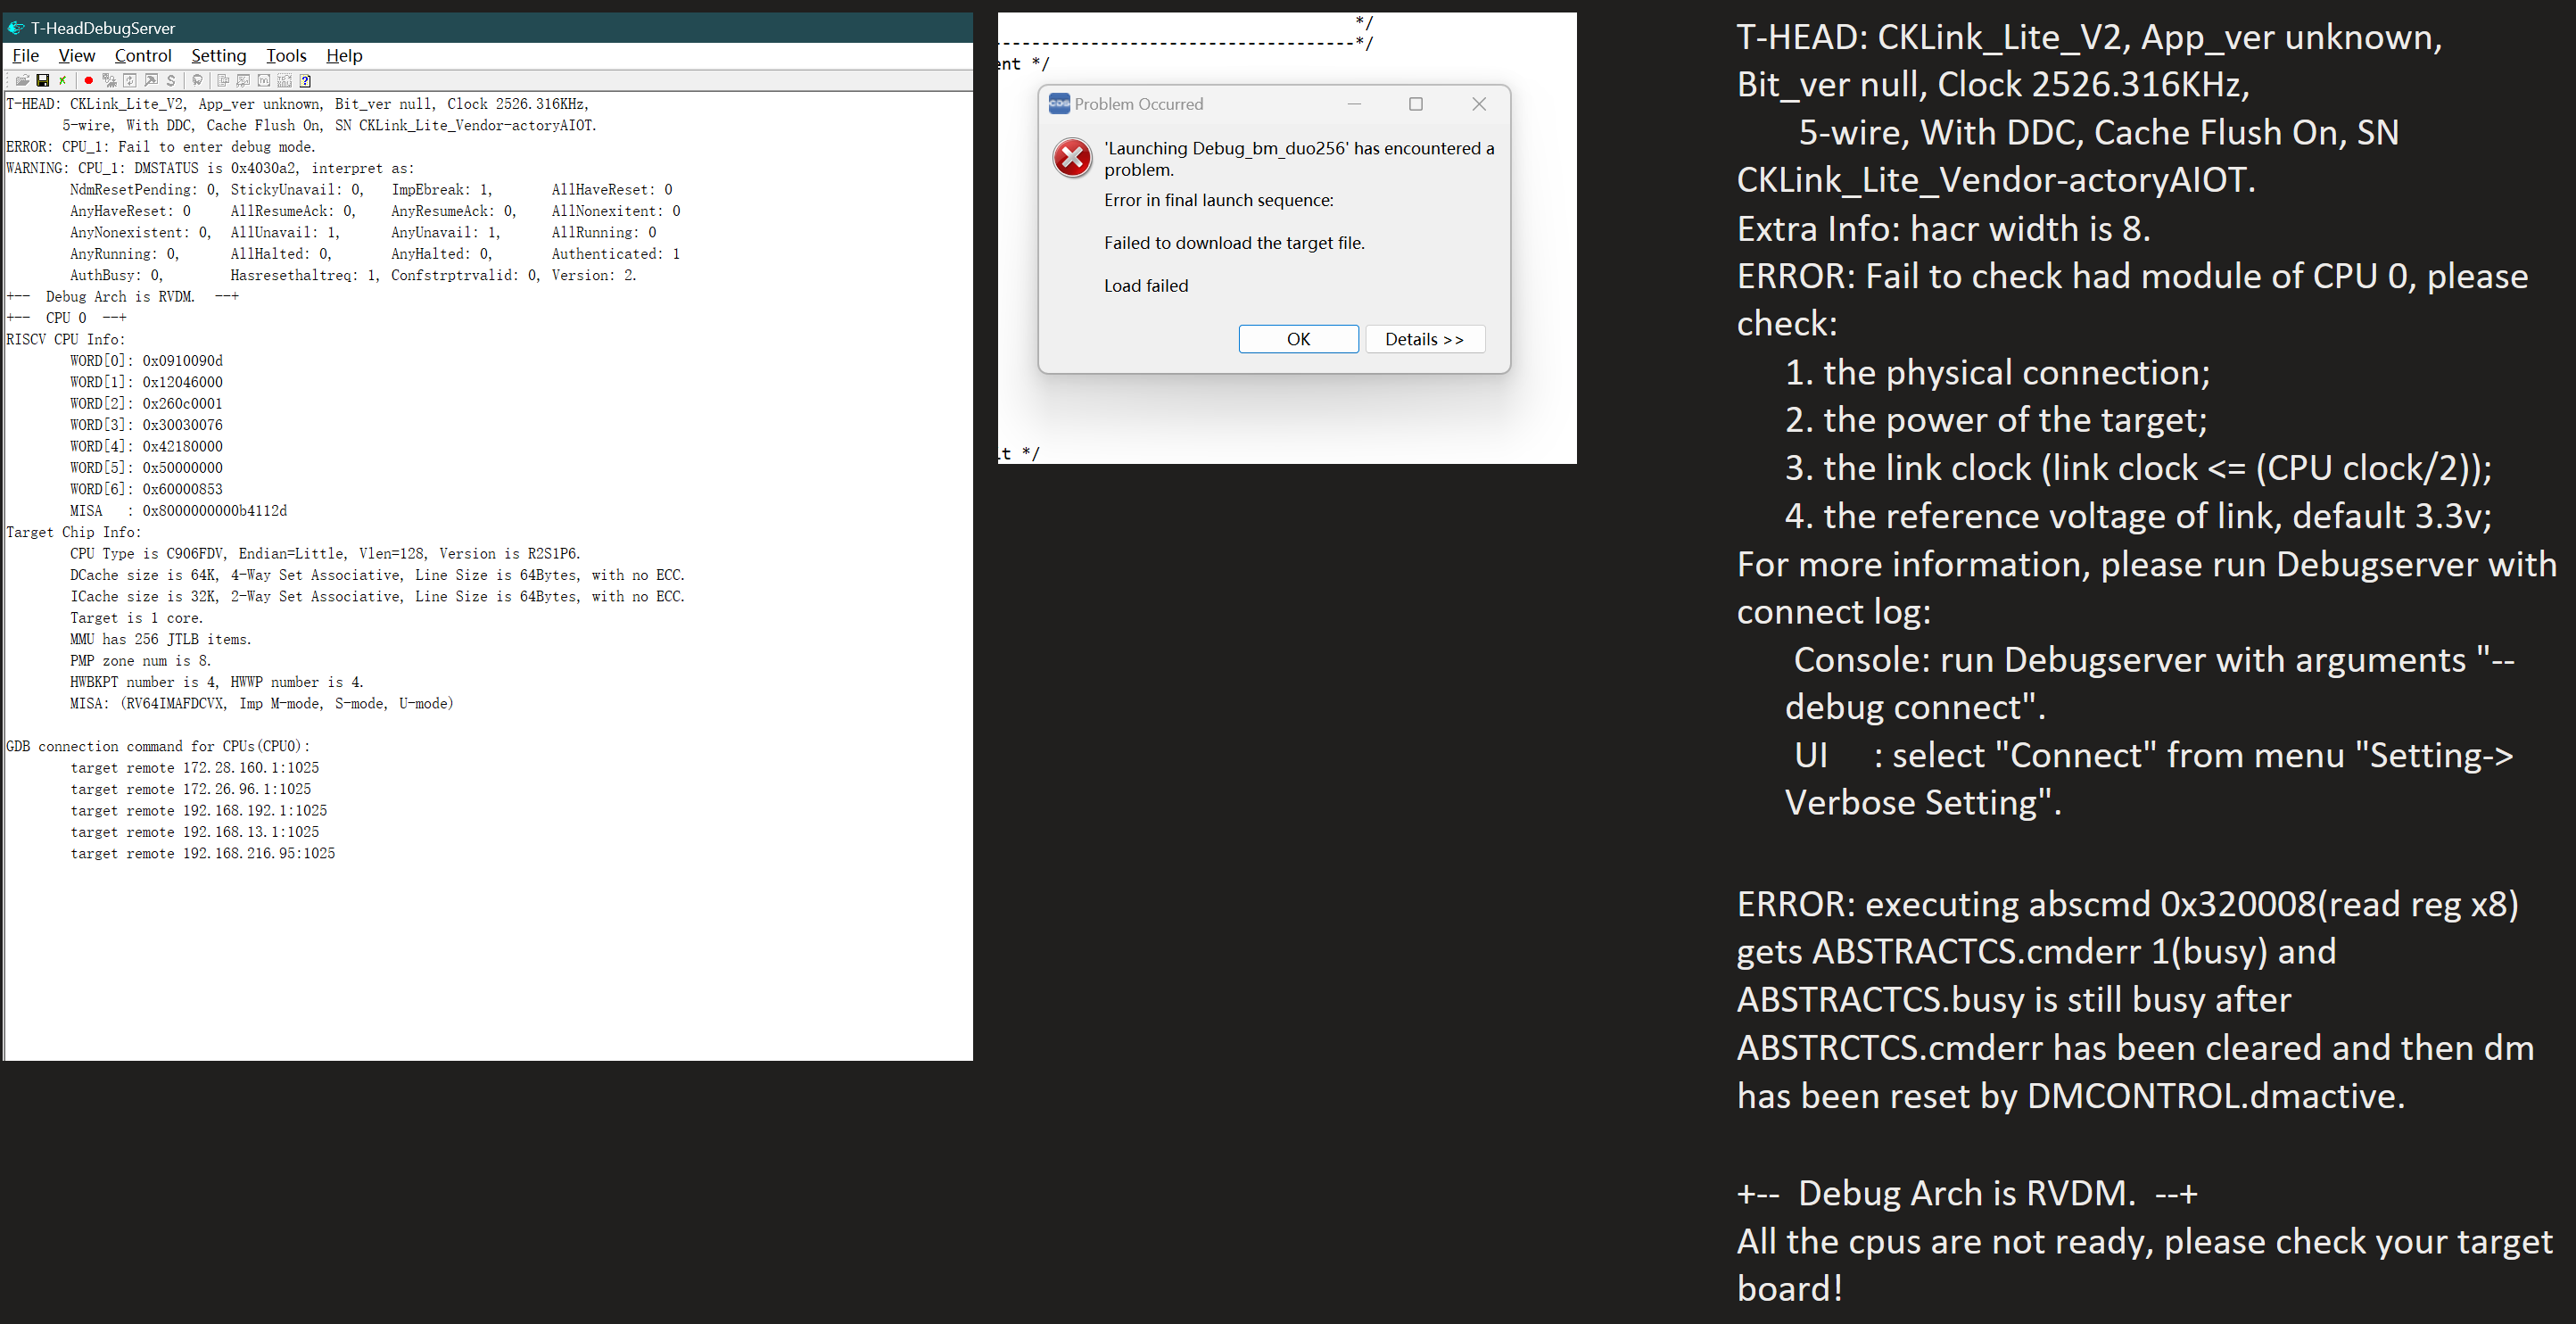 T-HeadDebugServer
File View Control Setting Tools Help
T-HEAD: CKLink_Lite_V2, App_ver unknown, Bit_ver null, Clock 2526.316KHz,
5-wire, With DDC, Cache Flush On, SN CKLink_Lite_Vendor-actoryAIOT.
ERROR: CPU_1: Fail to enter debug mode.
WARNING: CPU_1: DMSTATUS is 0x4030a2, interpret as:
NdmResetPending: 0, StickyUnavail: 0, ImpEbreak: 1, AllHaveReset: 0
AnyHaveReset: 0 AllResumeAck: 0, AnyResumeAck: 0, AllNonexitent: 0
AnyNonexistent: 0, AllUnavail: 1, AnyUnavail: 1, AllRunning: 0
AnyRunning: 0, AllHalted: 0, AnyHalted: 0, Authenticated: 1
AuthBusy: 0, Hasresethaltreq: 1, Confstrptrvalid: 0, Version: 2.
+-- Debug Arch is RVDM. --+
+-- CPU 0 --+
RISCV CPU Info:
WORD[0]: 0x0910090d
WORD[1]: 0x12046000
WORD[2]: 0x260c0001
WORD[3]: 0x30030076
WORD[4]: 0x42180000
WORD[5]: 0x50000000
WORD[6]: 0x60000853
MISA : 0x8000000000b4112d
Target Chip Info:
CPU Type is C906FDV, Endian=Little, Vlen=128, Version is R2S1P6.
DCache size is 64K, 4-Way Set Associative, Line Size is 64Bytes, with no ECC.
ICache size is 32K, 2-Way Set Associative, Line Size is 64Bytes, with no ECC.
Target is 1 core.
MMU has 256 JTLB items.
PMP zone num is 8.
HWBKPT number is 4, HWWP number is 4.
MISA: (RV64IMAFDCVX, Imp M-mode, S-mode, U-mode)
GDB connection command for CPUs(CPU0):
target remote 172.28.160.1:1025
target remote 172.26.96.1:1025
target remote 192.168.192.1:1025
target remote 192.168.13.1:1025
target remote 192.168.216.95:1025
*/
-------------------------------------*/
ent */
CDS Problem Occurred
'Launching Debug_bm_duo256' has encountered a
problem.
Error in final launch sequence:
Failed to download the target file.
Load failed
OK Details >>
it */
T-HEAD: CKLink_Lite_V2, App_ver unknown,
Bit_ver null, Clock 2526.316KHz,
5-wire, With DDC, Cache Flush On, SN
CKLink_Lite_Vendor-actoryAIOT.
Extra Info: hacr width is 8.
ERROR: Fail to check had module of CPU 0, please
check:
1. the physical connection;
2. the power of the target;
3. the link clock (link clock <= (CPU clock/2));
4. the reference voltage of link, default 3.3v;
For more information, please run Debugserver with
connect log:
Console: run Debugserver with arguments "--
debug connect".
UI : select "Connect" from menu "Setting->
Verbose Setting".
ERROR: executing abscmd 0x320008(read reg x8)
gets ABSTRACTCS.cmderr 1(busy) and
ABSTRACTCS.busy is still busy after
ABSTRCTCS.cmderr has been cleared and then dm
has been reset by DMCONTROL.dmactive.
+-- Debug Arch is RVDM. --+
All the cpus are not ready, please check your target
board!